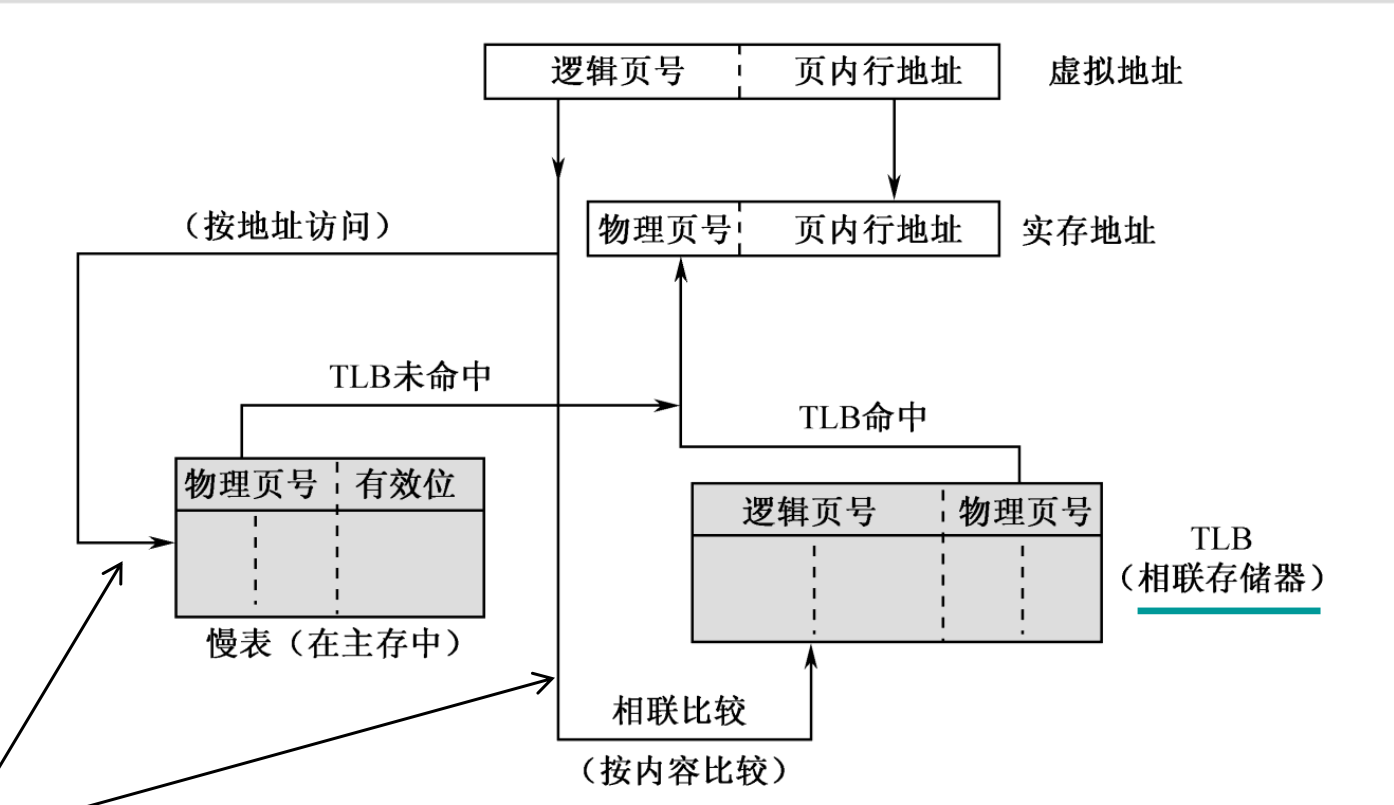 逻辑页号 页内行地址 虚拟地址
(按地址访问)
物理页号 页内行地址 实存地址
TLB未命中
TLB命中
物理页号 有效位
逻辑页号 物理页号
TLB
(相联存储器)
慢表(在主存中)
相联比较
(按内容比较)